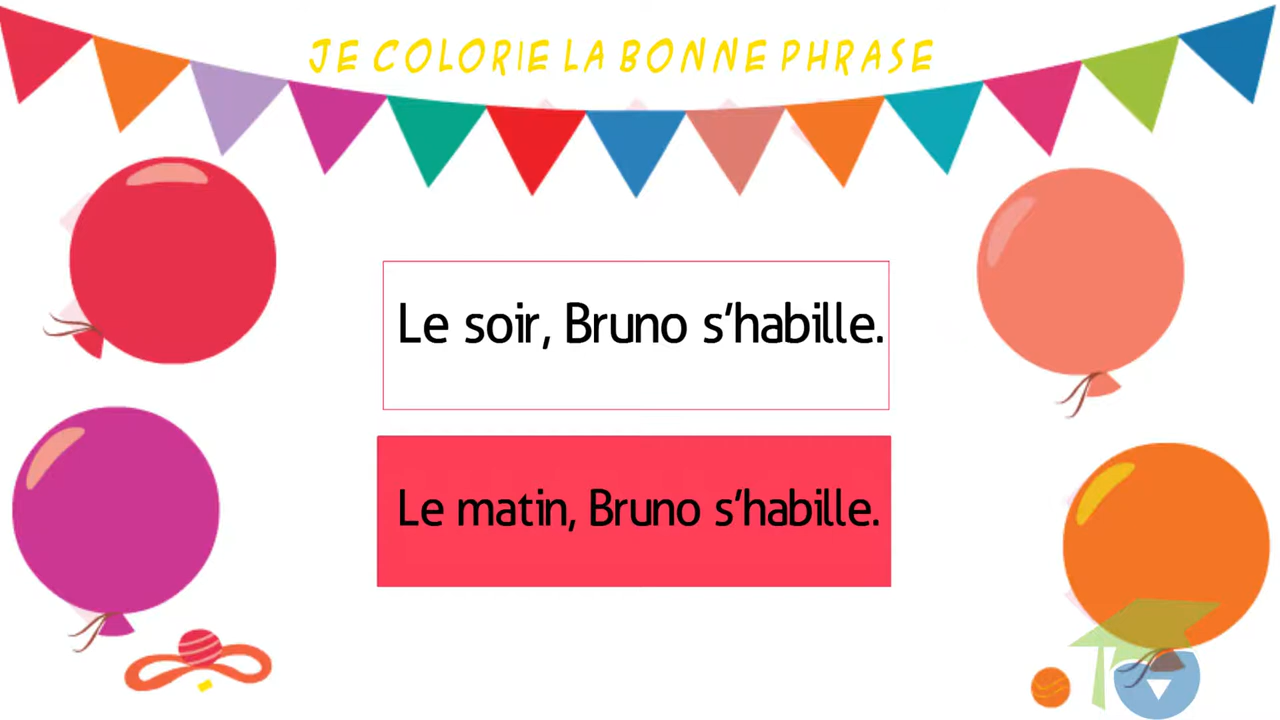 JE COLORIE LA BONNE PHRASE
Le soir, Bruno s'habille.
Le matin, Bruno s'habille.